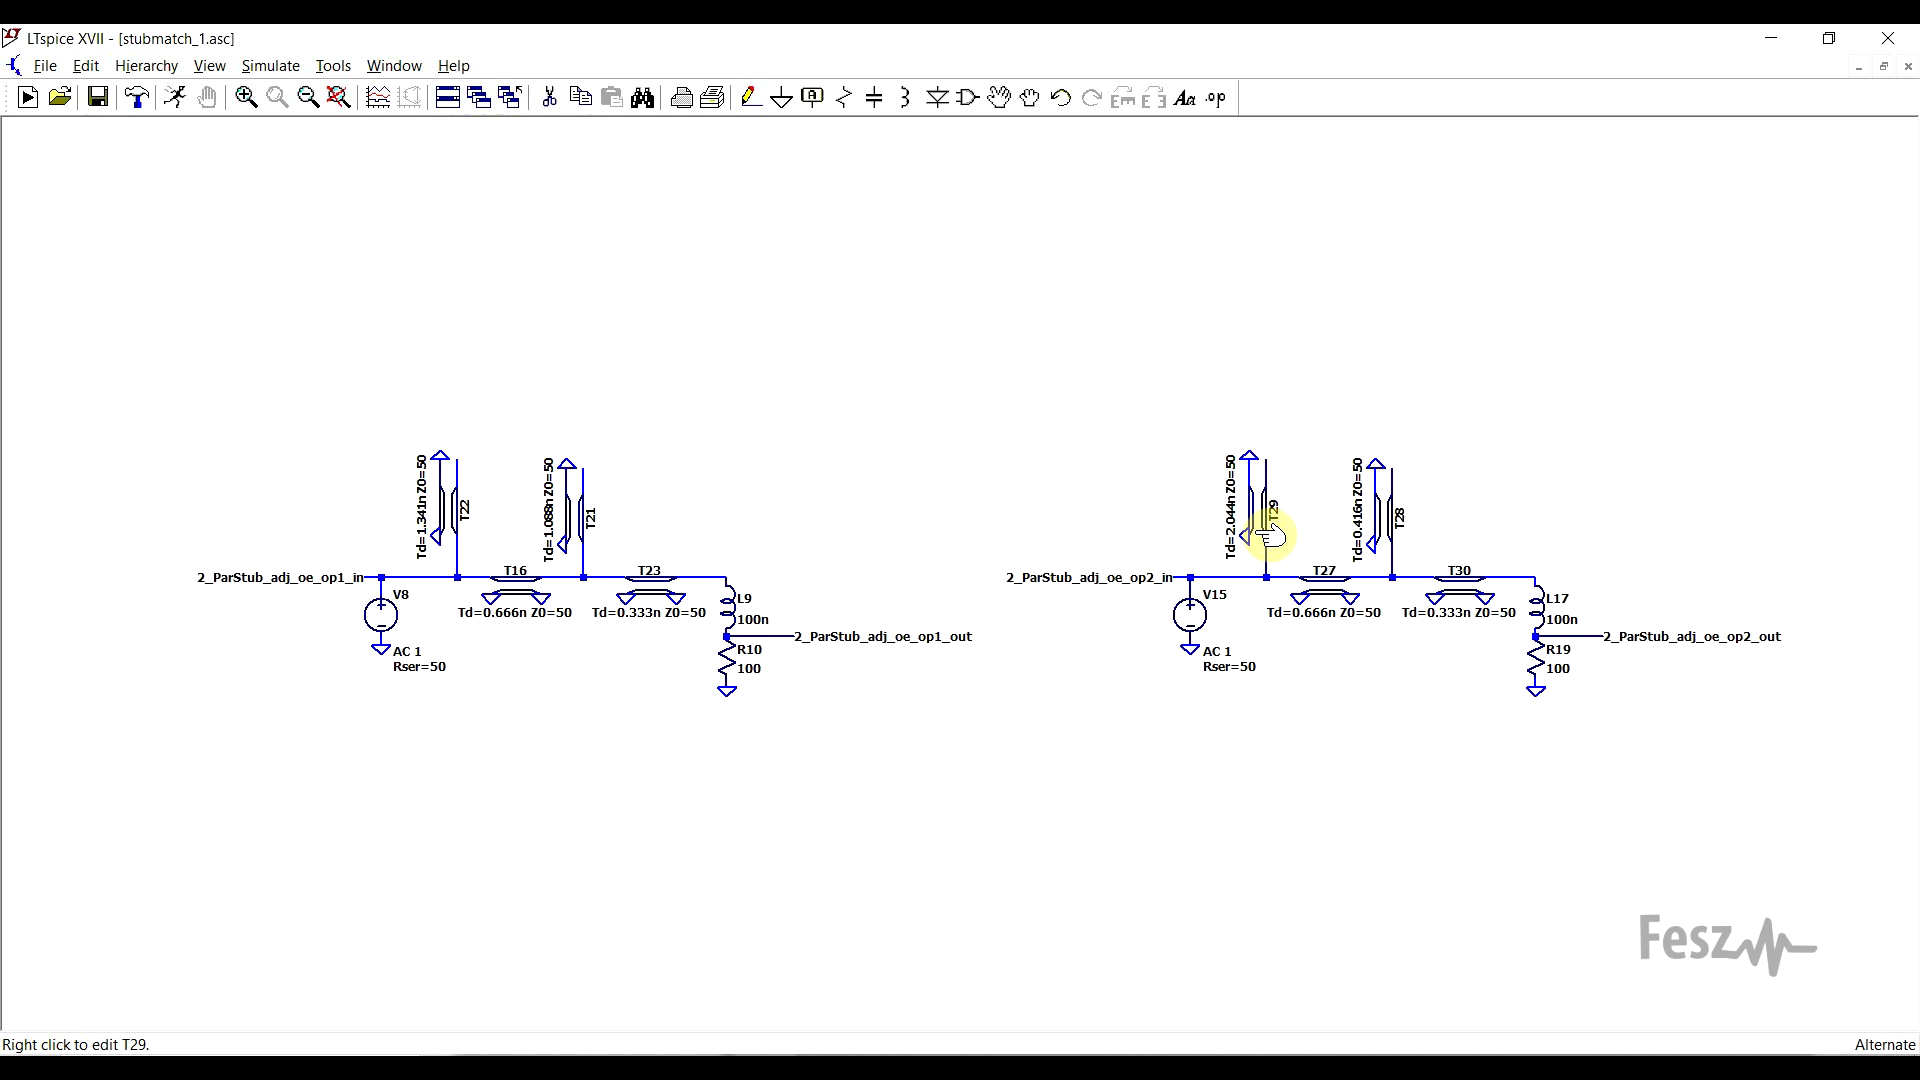 LTspice XVII - [stubmatch_1.asc]
File Edit Hierarchy View Simulate Tools Window Help
A
Aa .op
Td=1.341n Z0=50
T22
Td=1.088n Z0=50
T21
2_ParStub_adj_oe_op1_in
T16
T23
V8
Td=0.666n Z0=50
Td=0.333n Z0=50
L9
100n
2_ParStub_adj_oe_op1_out
AC 1
Rser=50
R10
100
Td=2.044n Z0=50
T29
Td=0.416n Z0=50
T28
2_ParStub_adj_oe_op2_in
T27
T30
V15
Td=0.666n Z0=50
Td=0.333n Z0=50
L17
100n
2_ParStub_adj_oe_op2_out
AC 1
Rser=50
R19
100
Fesz
Right click to edit T29.
Alternate